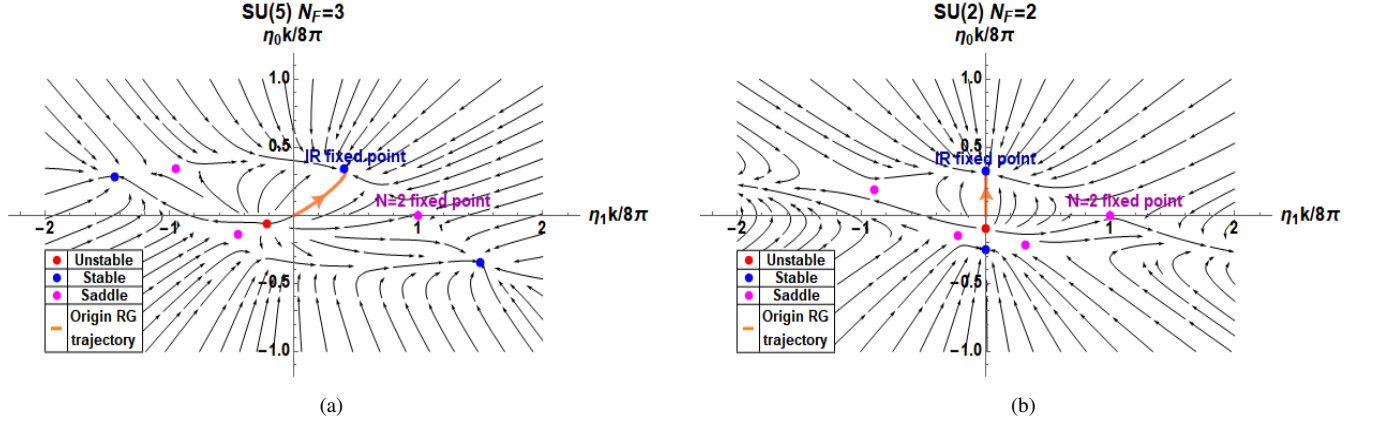 SU(5) N_F=3
η₀k/8π
1.0
0.5
IR fixed point
N=2 fixed point
−2
−1
1
2
η₁k/8π
−0.5
−1.0
Unstable
Stable
Saddle
Origin RG
trajectory
(a)
SU(2) N_F=2
η₀k/8π
1.0
0.5
IR fixed point
N=2 fixed point
−2
−1
1
2
η₁k/8π
−0.5
−1.0
Unstable
Stable
Saddle
Origin RG
trajectory
(b)